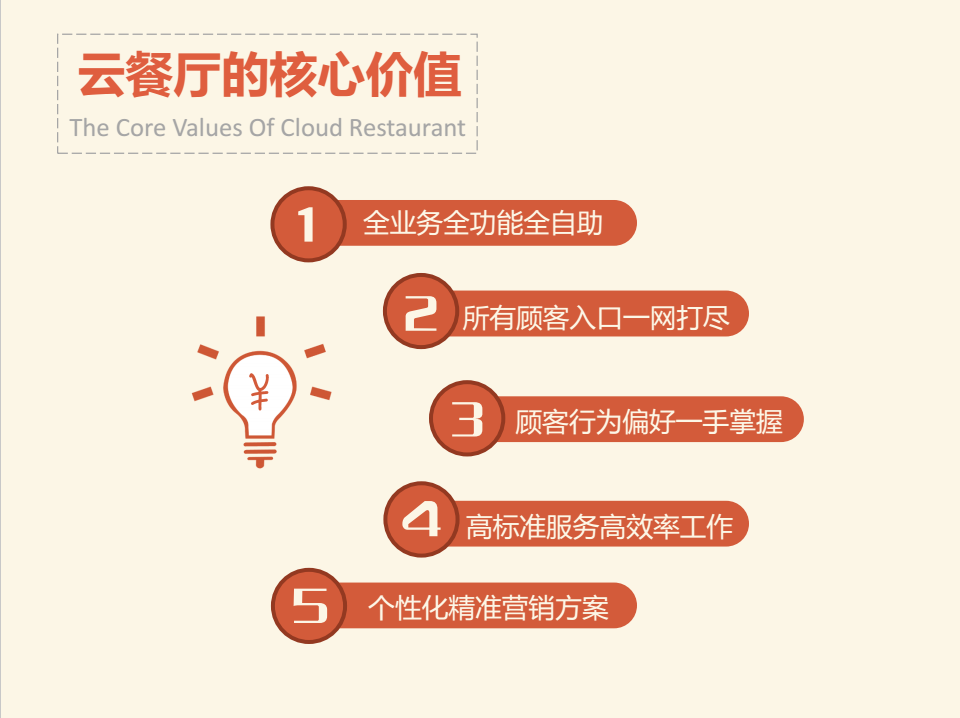 云餐厅的核心价值
The Core Values Of Cloud Restaurant
1 全业务全功能全自助
2 所有顾客入口一网打尽
3 顾客行为偏好一手掌握
¥
4 高标准服务高效率工作
5 个性化精准营销方案